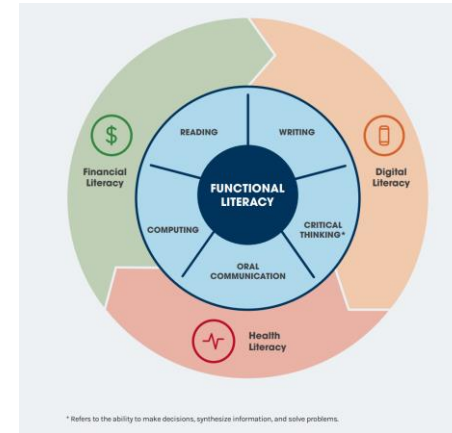 READING
WRITING
$
Financial
Literacy
Digital
Literacy
FUNCTIONAL
LITERACY
COMPUTING
CRITICAL
THINKING*
ORAL
COMMUNICATION
Health
Literacy
* Refers to the ability to make decisions, synthesize information, and solve problems.